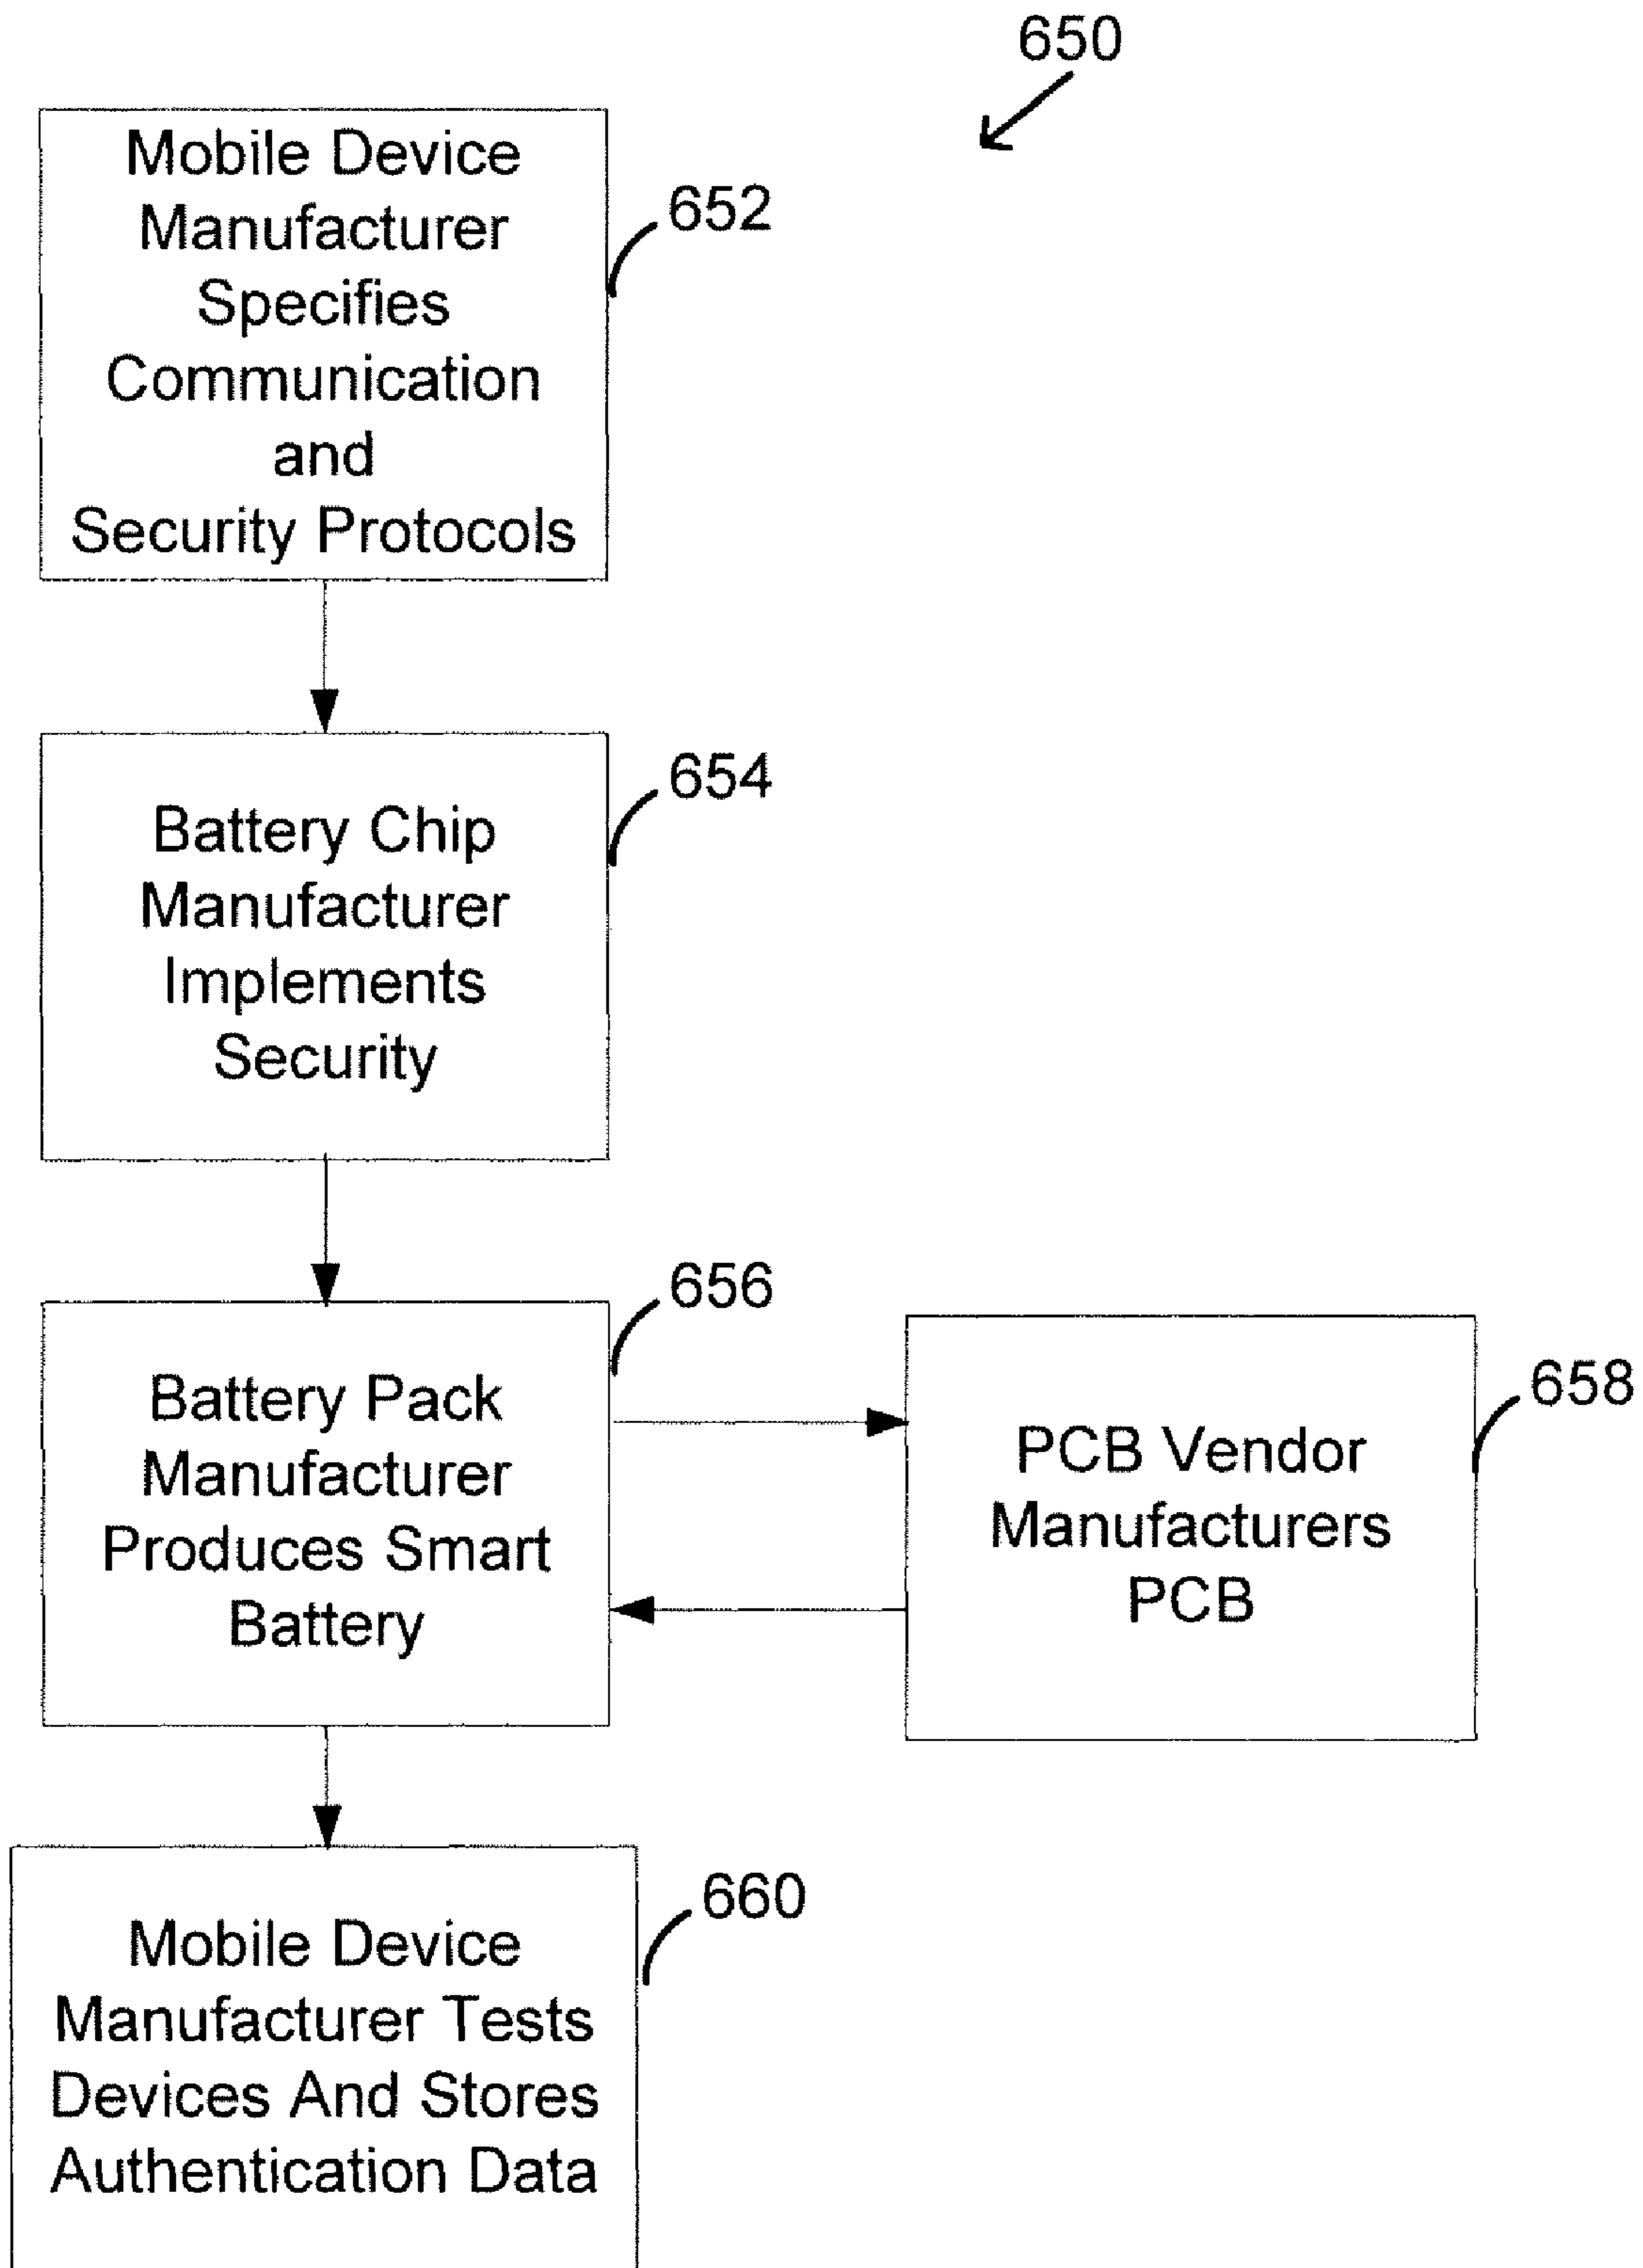 650
Mobile Device
Manufacturer
Specifies
Communication
and
Security Protocols
652
Battery Chip
Manufacturer
Implements
Security
654
Battery Pack
Manufacturer
Produces Smart
Battery
656
PCB Vendor
Manufacturers
PCB
658
Mobile Device
Manufacturer Tests
Devices And Stores
Authentication Data
660